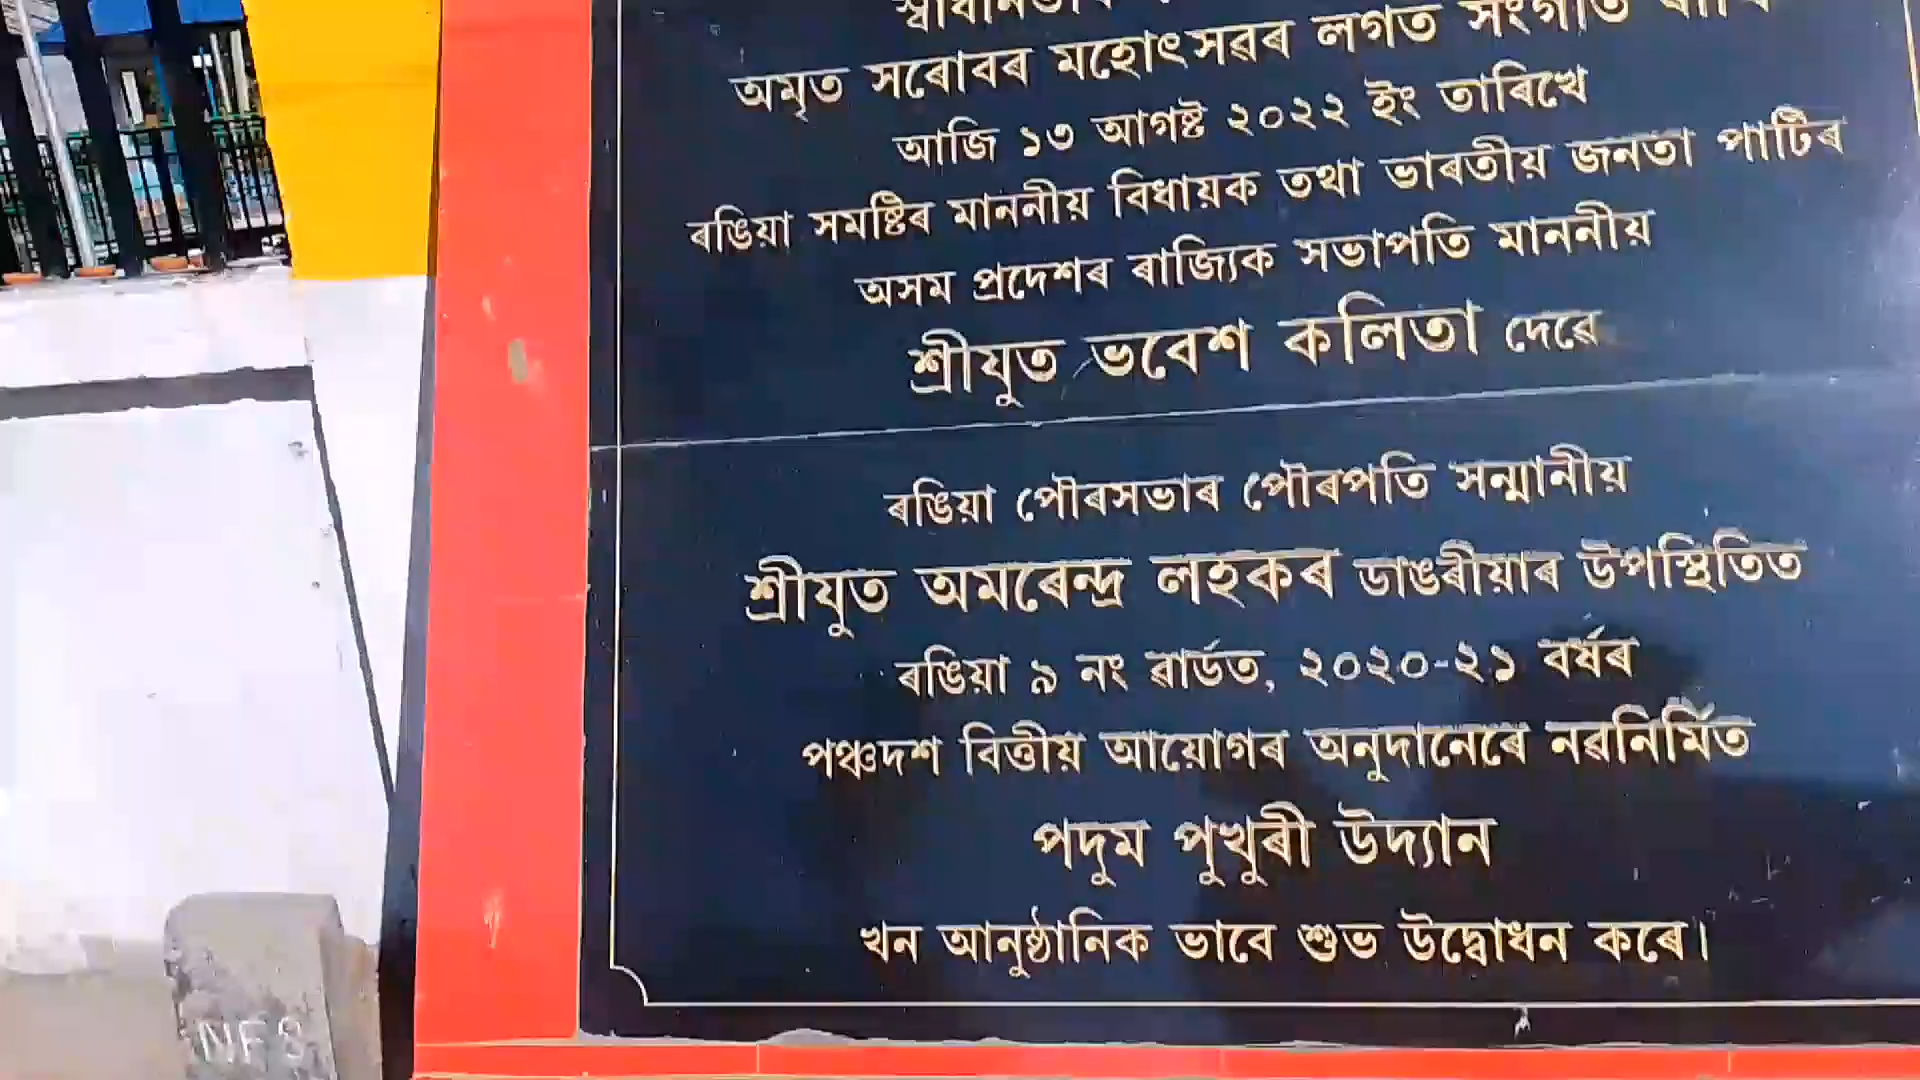 অমৃত সৰোবৰ মহোৎসৱৰ লগত সংগতি ৰাখি
আজি ১৩ আগষ্ট ২০২২ ইং তাৰিখে
ৰঙিয়া সমষ্টিৰ মাননীয় বিধায়ক তথা ভাৰতীয় জনতা পাৰ্টিৰ
অসম প্ৰদেশৰ ৰাজ্যিক সভাপতি মাননীয়
শ্ৰীযুত ভবেশ কলিতা দেৱে
ৰঙিয়া পৌৰসভাৰ পৌৰপতি সন্মানীয়
শ্ৰীযুত অমৰেন্দ্ৰ লহকৰ ডাঙৰীয়াৰ উপস্থিতিত
ৰঙিয়া ৯ নং ৱাৰ্ডত, ২০২০-২১ বৰ্ষৰ
পঞ্চদশ বিত্তীয় আয়োগৰ অনুদানেৰে নৱনিৰ্মিত
পদুম পুখুৰী উদ্যান
খন আনুষ্ঠানিক ভাবে শুভ উদ্বোধন কৰে।
NF 8